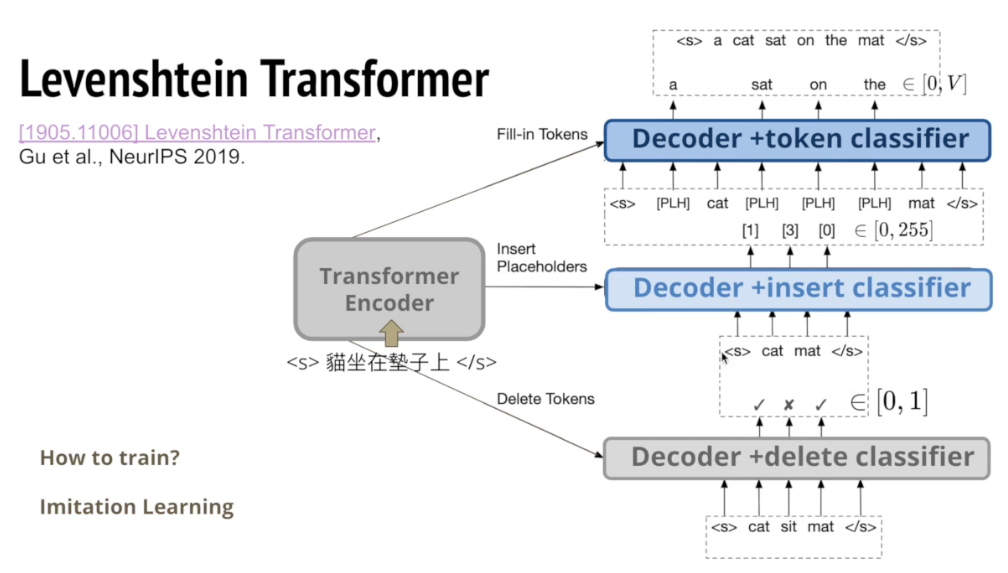 Levenshtein Transformer
[1905.11006] Levenshtein Transformer,
Gu et al., NeurIPS 2019.
<s> a cat sat on the mat </s>
a sat on the ∈ [0, V]
Fill-in Tokens
Decoder +token classifier
<s> [PLH] cat [PLH] [PLH] [PLH] mat </s>
[1] [3] [0] ∈ [0, 255]
Insert
Placeholders
Transformer
Encoder
Decoder +insert classifier
<s> 貓坐在墊子上 </s>
<s> cat mat </s>
Delete Tokens
✓ ✘ ✓ ∈ [0, 1]
Decoder +delete classifier
<s> cat sit mat </s>
How to train?
Imitation Learning